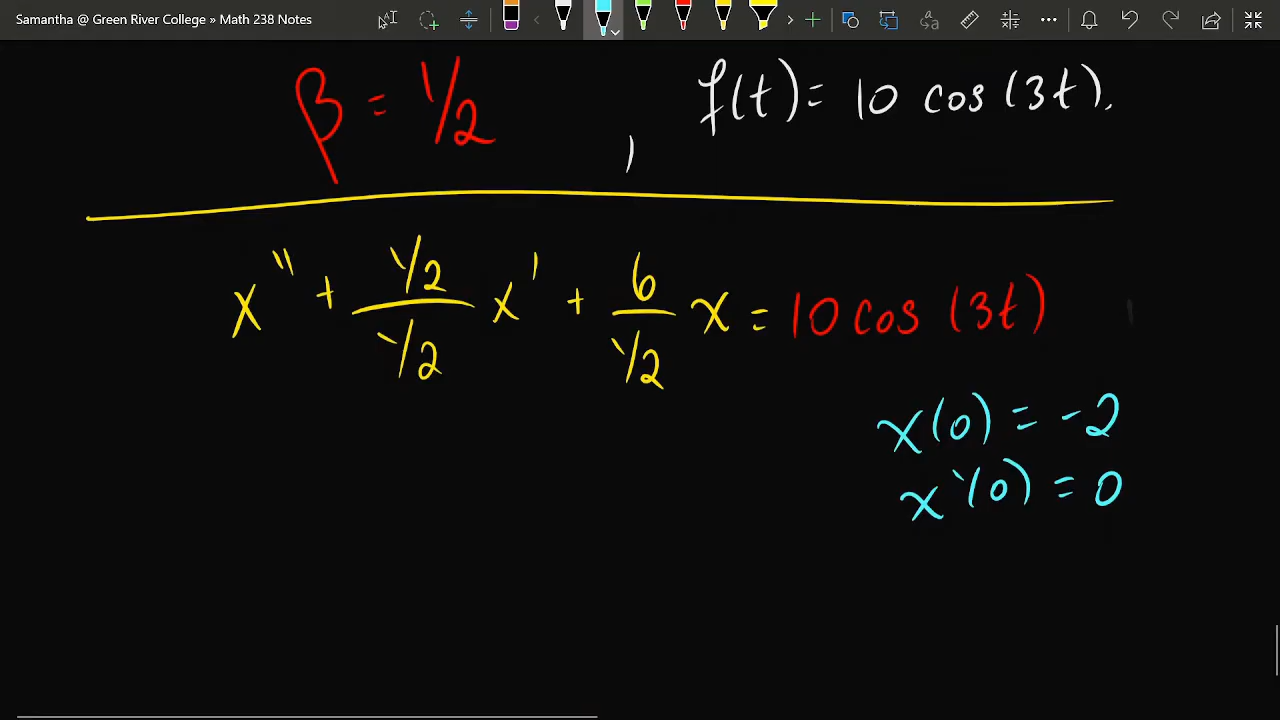 Samantha @ Green River College » Math 238 Notes
β = 1/2 , f(t) = 10 cos (3t).
x'' + (1/2)/(1/2) x' + 6/(1/2) x = 10 cos (3t)
x(0) = -2
x'(0) = 0